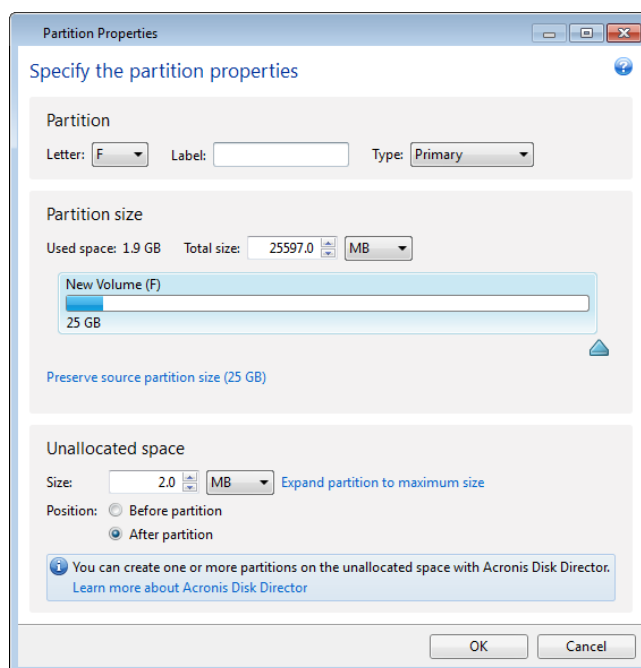 Partition Properties
Specify the partition properties
Partition
Letter: F Label: Type: Primary
Partition size
Used space: 1.9 GB Total size: 25597.0 MB
New Volume (F)
25 GB
Preserve source partition size (25 GB)
Unallocated space
Size: 2.0 MB Expand partition to maximum size
Position: Before partition
After partition
You can create one or more partitions on the unallocated space with Acronis Disk Director.
Learn more about Acronis Disk Director
OK Cancel